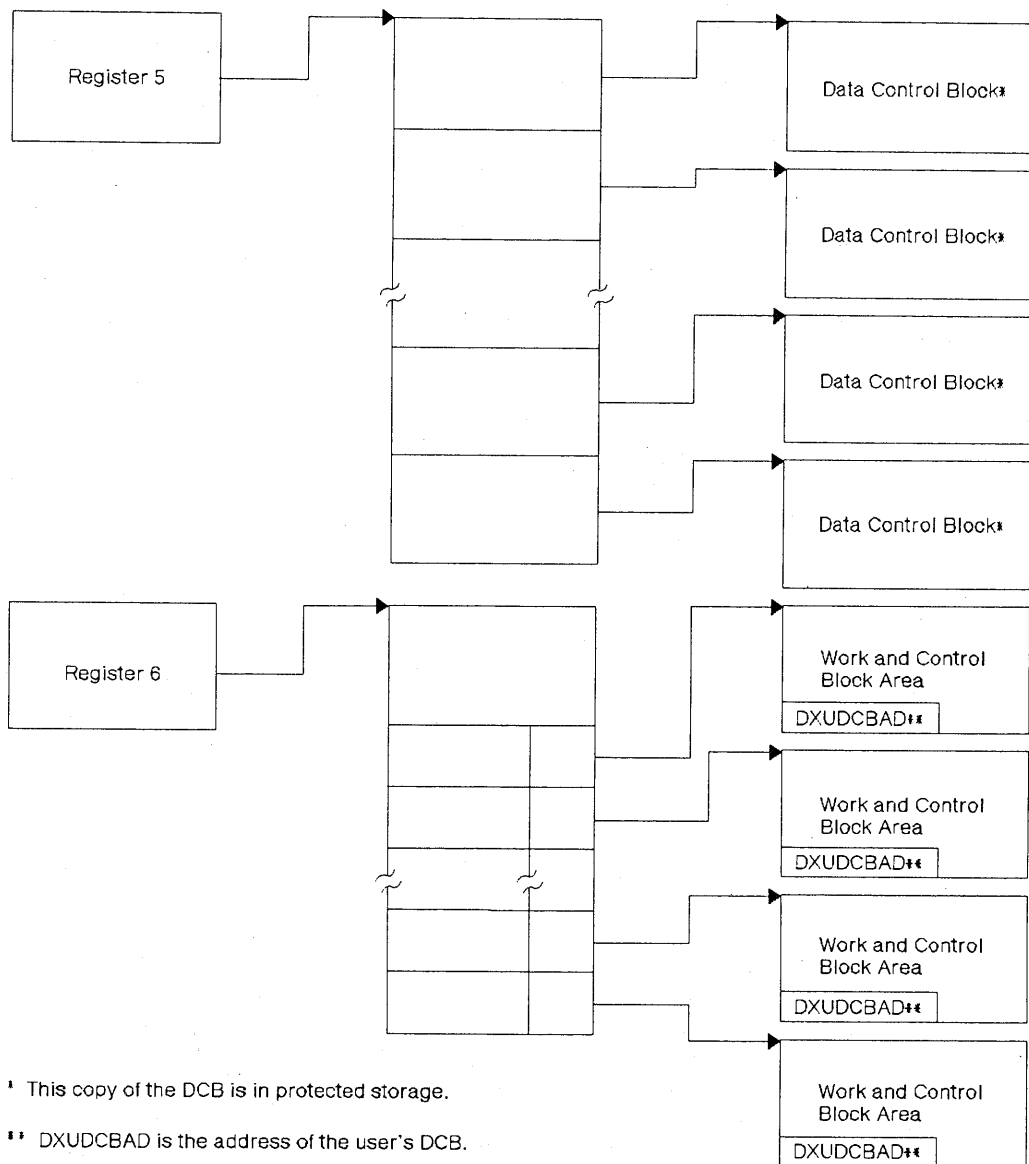 Register 5
Data Control Block*
Data Control Block*
Data Control Block*
Data Control Block*
Register 6
Work and Control
Block Area
DXUDCBAD**
Work and Control
Block Area
DXUDCBAD**
Work and Control
Block Area
DXUDCBAD**
Work and Control
Block Area
DXUDCBAD**
* This copy of the DCB is in protected storage.
** DXUDCBAD is the address of the user's DCB.